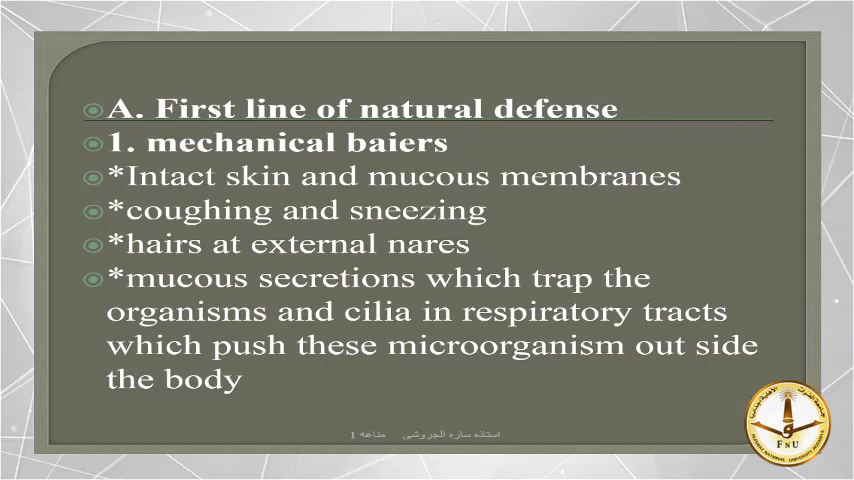 A. First line of natural defense
1. mechanical baiers
*Intact skin and mucous membranes
*coughing and sneezing
*hairs at external nares
*mucous secretions which trap the
organisms and cilia in respiratory tracts
which push these microorganism out side
the body
استاذه ساره الجروشي مناعه 1
FNU